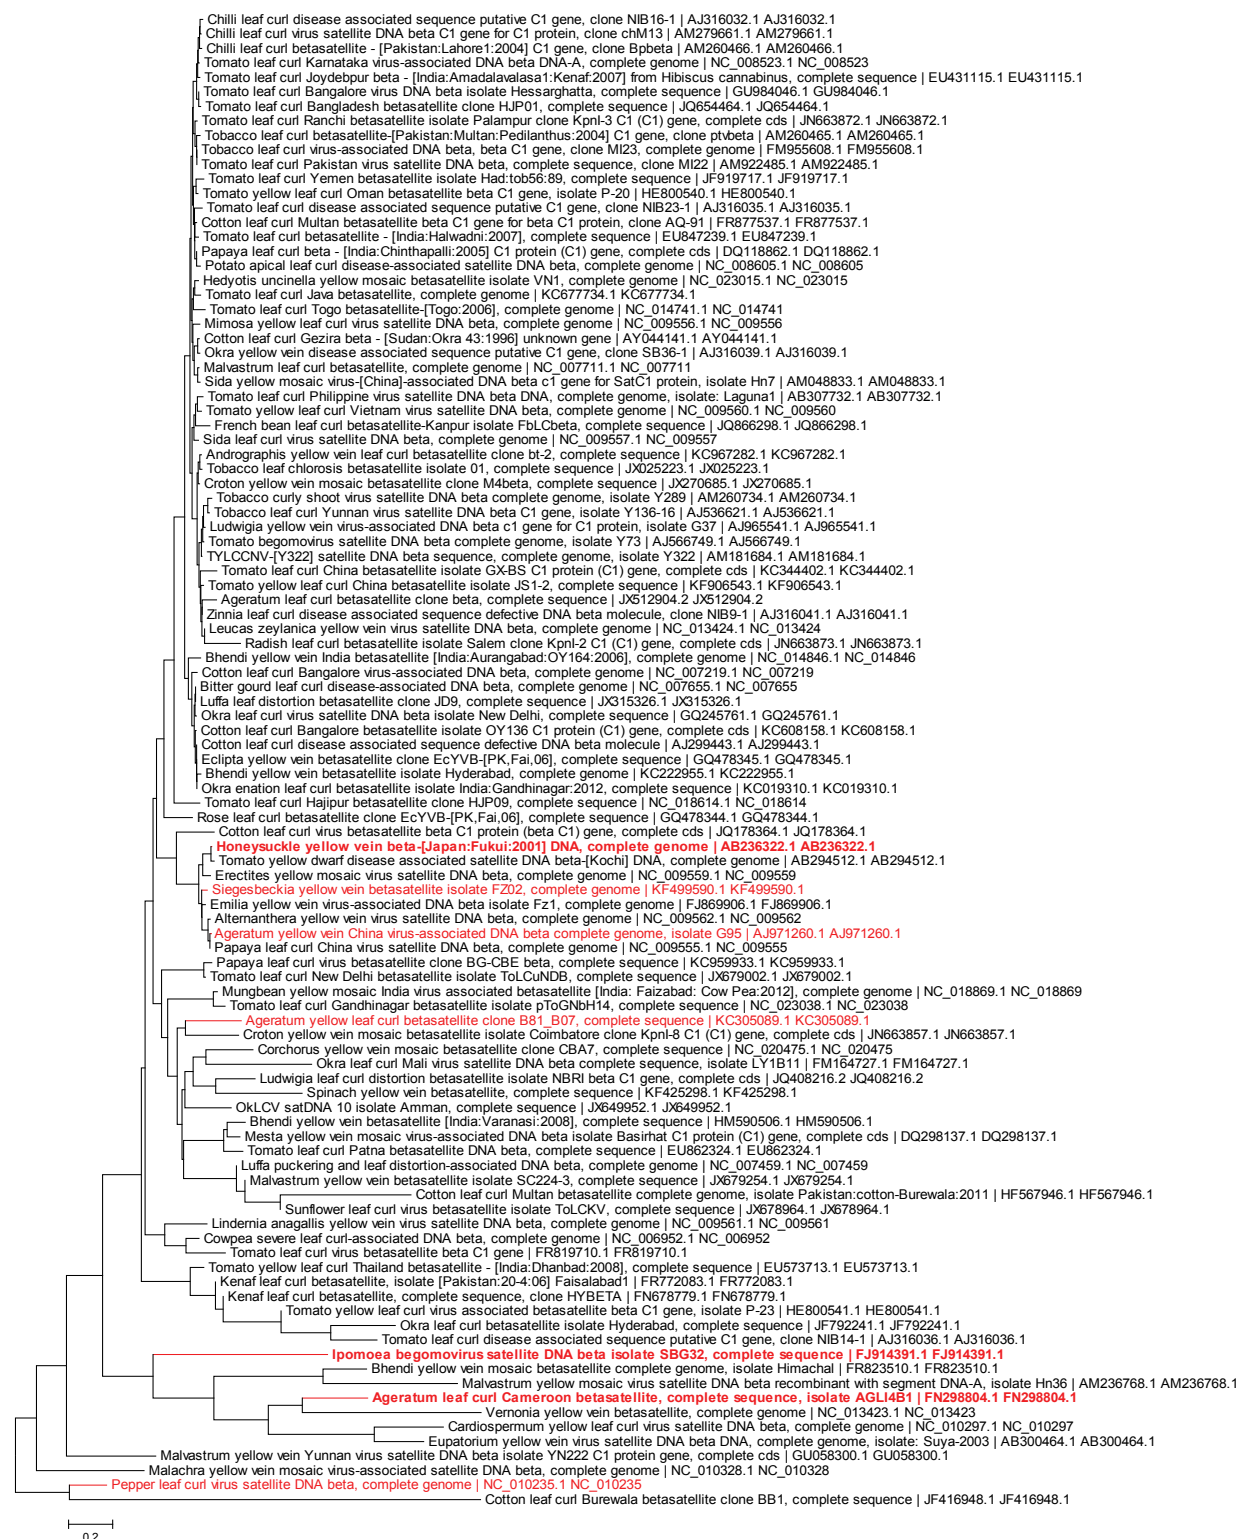 Chilli leaf curl disease associated sequence putative C1 gene, clone NIB16-1 | AJ316032.1 AJ316032.1
Chilli leaf curl virus satellite DNA beta C1 gene for C1 protein, clone chM13 | AM279661.1 AM279661.1
Chilli leaf curl betasatellite - [Pakistan:Lahore1:2004] C1 gene, clone Bpbeta | AM260466.1 AM260466.1
Tomato leaf curl Karnataka virus-associated DNA beta DNA-A, complete genome | NC_008523.1 NC_008523
Tomato leaf curl Joydebpur beta - [India:Amadalavalasa1:Kenaf:2007] from Hibiscus cannabinus, complete sequence | EU431115.1 EU431115.1
Tomato leaf curl Bangalore virus DNA beta isolate Hessarghatta, complete sequence | GU984046.1 GU984046.1
Tomato leaf curl Bangladesh betasatellite clone HJP01, complete sequence | JQ654464.1 JQ654464.1
Tomato leaf curl Ranchi betasatellite isolate Palampur clone KpnI-3 C1 (C1) gene, complete cds | JN663872.1 JN663872.1
Tobacco leaf curl betasatellite-[Pakistan:Multan:Pedilanthus:2004] C1 gene, clone ptvbeta | AM260465.1 AM260465.1
Tobacco leaf curl virus-associated DNA beta, beta C1 gene, clone MI23, complete genome | FM955608.1 FM955608.1
Tomato leaf curl Pakistan virus satellite DNA beta, complete sequence, clone MI22 | AM922485.1 AM922485.1
Tomato leaf curl Yemen betasatellite isolate Had:tob56:89, complete sequence | JF919717.1 JF919717.1
Tomato yellow leaf curl Oman betasatellite beta C1 gene, isolate P-20 | HE800540.1 HE800540.1
Tomato leaf curl disease associated sequence putative C1 gene, clone NIB23-1 | AJ316035.1 AJ316035.1
Cotton leaf curl Multan betasatellite beta C1 gene for beta C1 protein, clone AQ-91 | FR877537.1 FR877537.1
Tomato leaf curl betasatellite - [India:Halwadni:2007], complete sequence | EU847239.1 EU847239.1
Papaya leaf curl beta - [India:Chinthapalli:2005] C1 protein (C1) gene, complete cds | DQ118862.1 DQ118862.1
Potato apical leaf curl disease-associated satellite DNA beta, complete genome | NC_008605.1 NC_008605
Hedyotis uncinella yellow mosaic betasatellite isolate VN1, complete genome | NC_023015.1 NC_023015
Tomato leaf curl Java betasatellite, complete genome | KC677734.1 KC677734.1
Tomato leaf curl Togo betasatellite-[Togo:2006], complete genome | NC_014741.1 NC_014741
Mimosa yellow leaf curl virus satellite DNA beta, complete genome | NC_009556.1 NC_009556
Cotton leaf curl Gezira beta - [Sudan:Okra 43:1996] unknown gene | AY044141.1 AY044141.1
Okra yellow vein disease associated sequence putative C1 gene, clone SB36-1 | AJ316039.1 AJ316039.1
Malvastrum leaf curl betasatellite, complete genome | NC_007711.1 NC_007711
Sida yellow mosaic virus-[China]-associated DNA beta c1 gene for SatC1 protein, isolate Hn7 | AM048833.1 AM048833.1
Tomato leaf curl Philippine virus satellite DNA beta DNA, complete genome, isolate: Laguna1 | AB307732.1 AB307732.1
Tomato yellow leaf curl Vietnam virus satellite DNA beta, complete genome | NC_009560.1 NC_009560
French bean leaf curl betasatellite-Kanpur isolate FbLCbeta, complete sequence | JQ866298.1 JQ866298.1
Sida leaf curl virus satellite DNA beta, complete genome | NC_009557.1 NC_009557
Andrographis yellow vein leaf curl betasatellite clone bt-2, complete sequence | KC967282.1 KC967282.1
Tobacco leaf chlorosis betasatellite isolate 01, complete sequence | JX025223.1 JX025223.1
Croton yellow vein mosaic betasatellite clone M4beta, complete sequence | JX270685.1 JX270685.1
Tobacco curly shoot virus satellite DNA beta complete genome, isolate Y289 | AM260734.1 AM260734.1
Tobacco leaf curl Yunnan virus satellite DNA beta C1 gene, isolate Y136-16 | AJ536621.1 AJ536621.1
Ludwigia yellow vein virus-associated DNA beta c1 gene for C1 protein, isolate G37 | AJ965541.1 AJ965541.1
Tomato begomovirus satellite DNA beta complete genome, isolate Y73 | AJ566749.1 AJ566749.1
TYLCCNV-[Y322] satellite DNA beta sequence, complete genome, isolate Y322 | AM181684.1 AM181684.1
Tomato leaf curl China betasatellite isolate GX-BS C1 protein (C1) gene, complete cds | KC344402.1 KC344402.1
Tomato yellow leaf curl China betasatellite isolate JS1-2, complete sequence | KF906543.1 KF906543.1
Ageratum leaf curl betasatellite clone beta, complete sequence | JX512904.2 JX512904.2
Zinnia leaf curl disease associated sequence defective DNA beta molecule, clone NIB9-1 | AJ316041.1 AJ316041.1
Leucas zeylanica yellow vein virus satellite DNA beta, complete genome | NC_013424.1 NC_013424
Radish leaf curl betasatellite isolate Salem clone KpnI-2 C1 (C1) gene, complete cds | JN663873.1 JN663873.1
Bhendi yellow vein India betasatellite [India:Aurangabad:OY164:2006], complete genome | NC_014846.1 NC_014846
Cotton leaf curl Bangalore virus-associated DNA beta, complete genome | NC_007219.1 NC_007219
Bitter gourd leaf curl disease-associated DNA beta, complete genome | NC_007655.1 NC_007655
Luffa leaf distortion betasatellite clone JD9, complete sequence | JX315326.1 JX315326.1
Okra leaf curl virus satellite DNA beta isolate New Delhi, complete sequence | GQ245761.1 GQ245761.1
Cotton leaf curl Bangalore betasatellite isolate OY136 C1 protein (C1) gene, complete cds | KC608158.1 KC608158.1
Cotton leaf curl disease associated sequence defective DNA beta molecule | AJ299443.1 AJ299443.1
Eclipta yellow vein betasatellite clone EcYVB-[PK,Fai,06], complete sequence | GQ478345.1 GQ478345.1
Bhendi yellow vein betasatellite isolate Hyderabad, complete genome | KC222955.1 KC222955.1
Okra enation leaf curl betasatellite isolate India:Gandhinagar:2012, complete sequence | KC019310.1 KC019310.1
Tomato leaf curl Hajipur betasatellite clone HJP09, complete sequence | NC_018614.1 NC_018614
Rose leaf curl betasatellite clone EcYVB-[PK,Fai,06], complete sequence | GQ478344.1 GQ478344.1
Cotton leaf curl virus betasatellite beta C1 protein (beta C1) gene, complete cds | JQ178364.1 JQ178364.1
Honeysuckle yellow vein beta-[Japan:Fukui:2001] DNA, complete genome | AB236322.1 AB236322.1
Tomato yellow dwarf disease associated satellite DNA beta-[Kochi] DNA, complete genome | AB294512.1 AB294512.1
Erectites yellow mosaic virus satellite DNA beta, complete genome | NC_009559.1 NC_009559
Siegesbeckia yellow vein betasatellite isolate FZ02, complete genome | KF499590.1 KF499590.1
Emilia yellow vein virus-associated DNA beta isolate Fz1, complete genome | FJ869906.1 FJ869906.1
Alternanthera yellow vein virus satellite DNA beta, complete genome | NC_009562.1 NC_009562
Ageratum yellow vein China virus-associated DNA beta complete genome, isolate G95 | AJ971260.1 AJ971260.1
Papaya leaf curl China virus satellite DNA beta, complete genome | NC_009555.1 NC_009555
Papaya leaf curl virus betasatellite clone BG-CBE beta, complete sequence | KC959933.1 KC959933.1
Tomato leaf curl New Delhi betasatellite isolate ToLCuNDB, complete sequence | JX679002.1 JX679002.1
Mungbean yellow mosaic India virus associated betasatellite [India: Faizabad: Cow Pea:2012], complete genome | NC_018869.1 NC_018869
Tomato leaf curl Gandhinagar betasatellite isolate pToGNbH14, complete sequence | NC_023038.1 NC_023038
Ageratum yellow leaf curl betasatellite clone B81_B07, complete sequence | KC305089.1 KC305089.1
Croton yellow vein mosaic betasatellite isolate Coimbatore clone KpnI-8 C1 (C1) gene, complete cds | JN663857.1 JN663857.1
Corchorus yellow vein mosaic betasatellite clone CBA7, complete sequence | NC_020475.1 NC_020475
Okra leaf curl Mali virus satellite DNA beta complete sequence, isolate LY1B11 | FM164727.1 FM164727.1
Ludwigia leaf curl distortion betasatellite isolate NBRI beta C1 gene, complete cds | JQ408216.2 JQ408216.2
Spinach yellow vein betasatellite, complete genome | KF425298.1 KF425298.1
OkLCV satDNA 10 isolate Amman, complete sequence | JX649952.1 JX649952.1
Bhendi yellow vein betasatellite [India:Varanasi:2008], complete sequence | HM590506.1 HM590506.1
Mesta yellow vein mosaic virus-associated DNA beta isolate Basirhat C1 protein (C1) gene, complete cds | DQ298137.1 DQ298137.1
Tomato leaf curl Patna betasatellite DNA beta, complete sequence | EU862324.1 EU862324.1
Luffa puckering and leaf distortion-associated DNA beta, complete genome | NC_007459.1 NC_007459
Malvastrum yellow vein betasatellite isolate SC224-3, complete sequence | JX679254.1 JX679254.1
Cotton leaf curl Multan betasatellite complete genome, isolate Pakistan:cotton-Burewala:2011 | HF567946.1 HF567946.1
Sunflower leaf curl virus betasatellite isolate ToLCKV, complete sequence | JX678964.1 JX678964.1
Lindernia anagallis yellow vein virus satellite DNA beta, complete genome | NC_009561.1 NC_009561
Cowpea severe leaf curl-associated DNA beta, complete genome | NC_006952.1 NC_006952
Tomato leaf curl virus betasatellite beta C1 gene | FR819710.1 FR819710.1
Tomato yellow leaf curl Thailand betasatellite - [India:Dhanbad:2008], complete sequence | EU573713.1 EU573713.1
Kenaf leaf curl betasatellite, isolate [Pakistan:20-4:06] Faisalabad1 | FR772083.1 FR772083.1
Kenaf leaf curl betasatellite, complete sequence, clone HYBETA | FN678779.1 FN678779.1
Tomato yellow leaf curl virus associated betasatellite beta C1 gene, isolate P-23 | HE800541.1 HE800541.1
Okra leaf curl betasatellite isolate Hyderabad, complete sequence | JF792241.1 JF792241.1
Tomato leaf curl disease associated sequence putative C1 gene, clone NIB14-1 | AJ316036.1 AJ316036.1
Ipomoea begomovirus satellite DNA beta isolate SBG32, complete sequence | FJ914391.1 FJ914391.1
Bhendi yellow vein mosaic betasatellite complete genome, isolate Himachal | FR823510.1 FR823510.1
Malvastrum yellow mosaic virus satellite DNA beta recombinant with segment DNA-A, isolate Hn36 | AM236768.1 AM236768.1
Ageratum leaf curl Cameroon betasatellite, complete sequence, isolate AGLI4B1 | FN298804.1 FN298804.1
Vernonia yellow vein betasatellite, complete genome | NC_013423.1 NC_013423
Cardiospermum yellow leaf curl virus satellite DNA beta, complete genome | NC_010297.1 NC_010297
Eupatorium yellow vein virus satellite DNA beta DNA, complete genome, isolate: Suya-2003 | AB300464.1 AB300464.1
Malvastrum yellow vein Yunnan virus satellite DNA beta isolate YN222 C1 protein gene, complete cds | GU058300.1 GU058300.1
Malachra yellow vein mosaic virus-associated satellite DNA beta, complete genome | NC_010328.1 NC_010328
Pepper leaf curl virus satellite DNA beta, complete genome | NC_010235.1 NC_010235
Cotton leaf curl Burewala betasatellite clone BB1, complete sequence | JF416948.1 JF416948.1
0.2